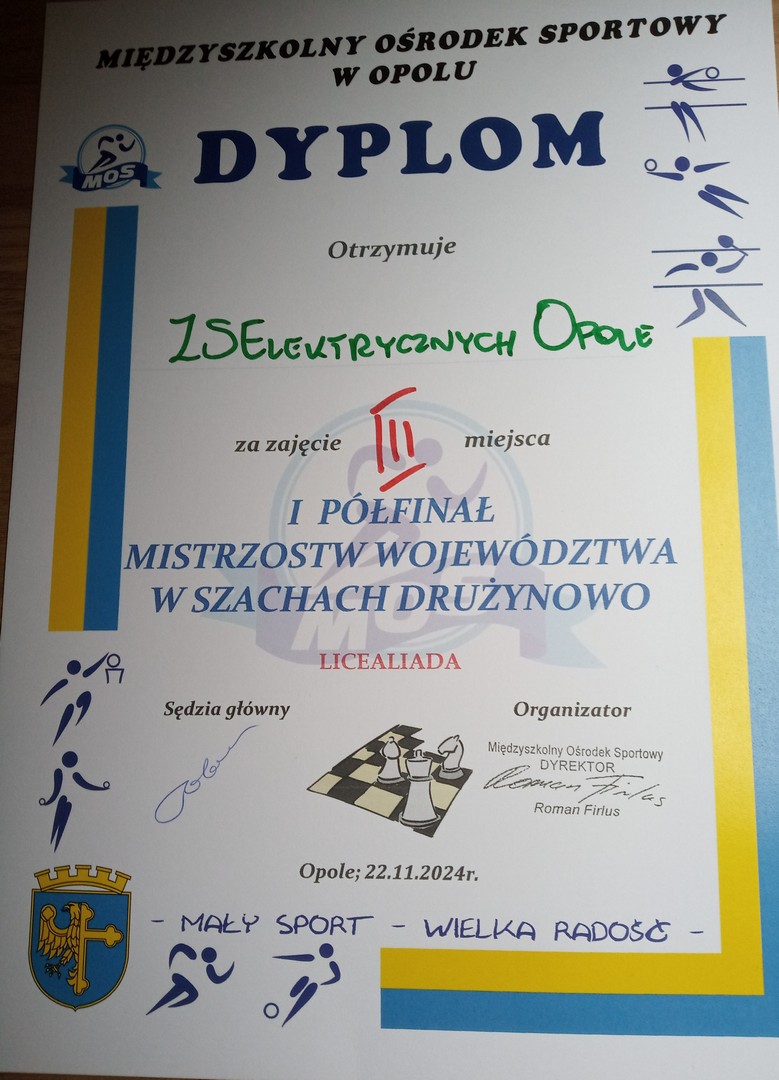 MIĘDZYSZKOLNY OŚRODEK SPORTOWY
W OPOLU
MOS
DYPLOM
Otrzymuje
ZSELEKTRYCZNYCH OPOLE
za zajęcie III miejsca
I PÓŁFINAŁ
MISTRZOSTW WOJEWÓDZTWA
W SZACHACH DRUŻYNOWO
MOS
LICEALIADA
Sędzia główny
Organizator
Międzyszkolny Ośrodek Sportowy
DYREKTOR
Roman Firlus
Roman Firlus
Opole; 22.11.2024r.
- MAŁY SPORT - WIELKA RADOŚĆ -